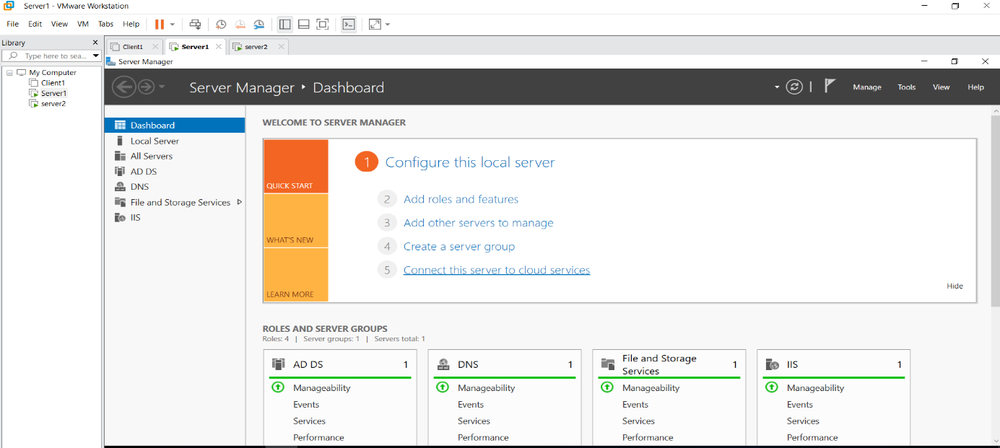 Server1 - VMware Workstation
File Edit View VM Tabs Help
Library
Type here to sea...
My Computer
Client1
Server1
server2
Client1 Server1 server2
Server Manager
Server Manager Dashboard
Manage Tools View Help
Dashboard
Local Server
All Servers
AD DS
DNS
File and Storage Services
IIS
WELCOME TO SERVER MANAGER
QUICK START
WHAT'S NEW
LEARN MORE
1 Configure this local server
2 Add roles and features
3 Add other servers to manage
4 Create a server group
5 Connect this server to cloud services
Hide
ROLES AND SERVER GROUPS
Roles: 4 | Server groups: 1 | Servers total: 1
AD DS 1
Manageability
Events
Services
Performance
DNS 1
Manageability
Events
Services
Performance
File and Storage
Services 1
Manageability
Events
Services
Performance
IIS 1
Manageability
Events
Services
Performance